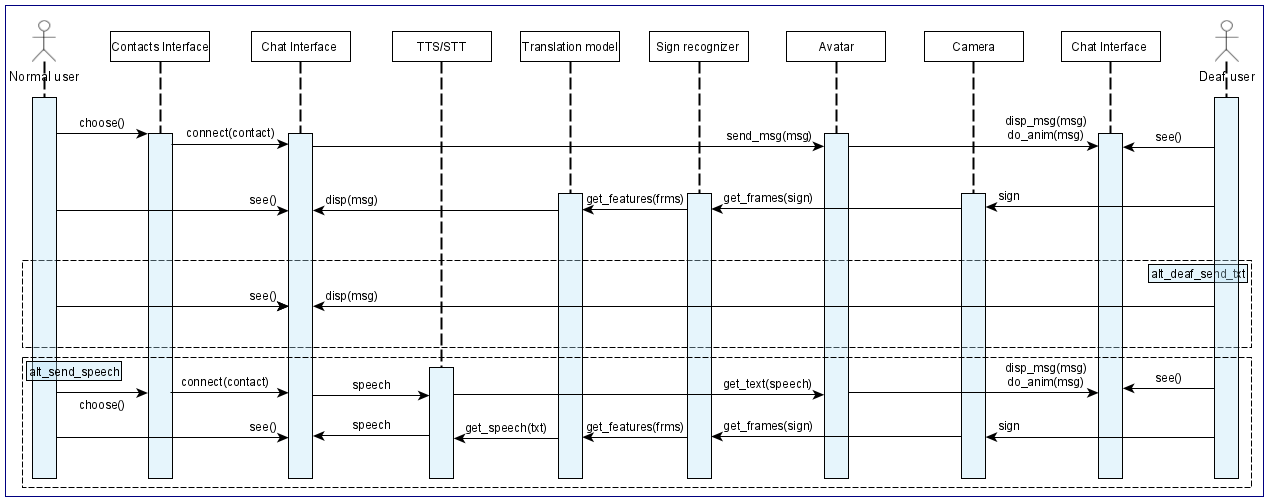 Normal user
Contacts Interface
Chat Interface
TTS/STT
Translation model
Sign recognizer
Avatar
Camera
Chat Interface
Deaf user
choose()
connect(contact)
send_msg(msg)
disp_msg(msg)
do_anim(msg)
see()
see()
disp(msg)
get_features(frms)
get_frames(sign)
sign
alt_deaf_send_txt
see()
disp(msg)
alt_send_speech
choose()
connect(contact)
speech
get_text(speech)
disp_msg(msg)
do_anim(msg)
see()
see()
speech
get_speech(txt)
get_features(frms)
get_frames(sign)
sign